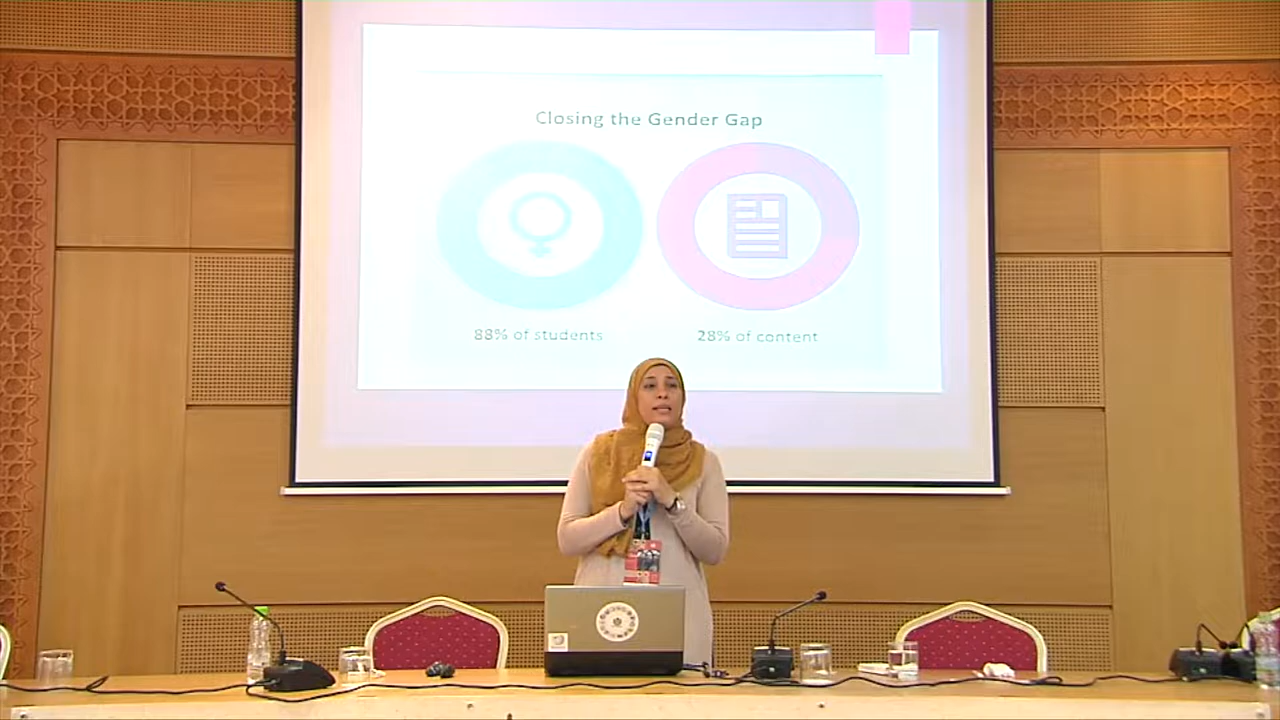 Closing the Gender Gap
88% of students
28% of content